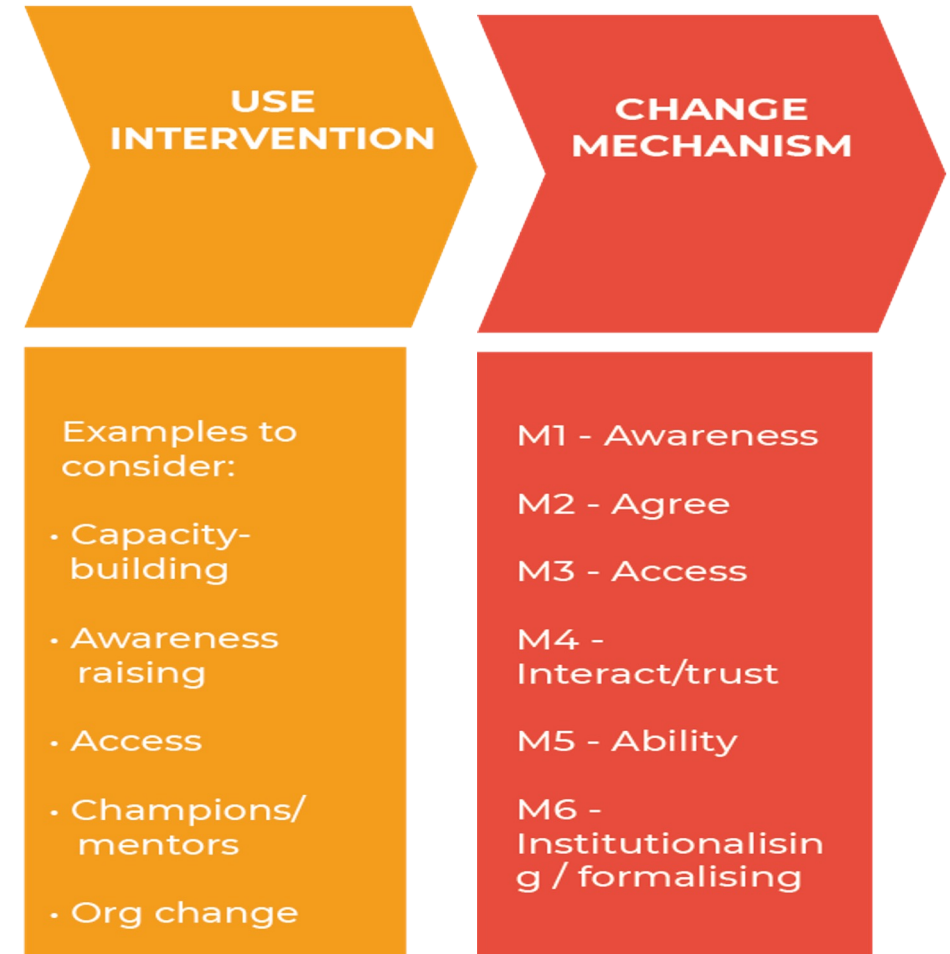 USE
INTERVENTION
Examples to
consider:
• Capacity-
building
• Awareness
raising
• Access
• Champions/
mentors
• Org change
CHANGE
MECHANISM
M1 - Awareness
M2 - Agree
M3 - Access
M4 -
Interact/trust
M5 - Ability
M6 -
Institutionalisin
g / formalising